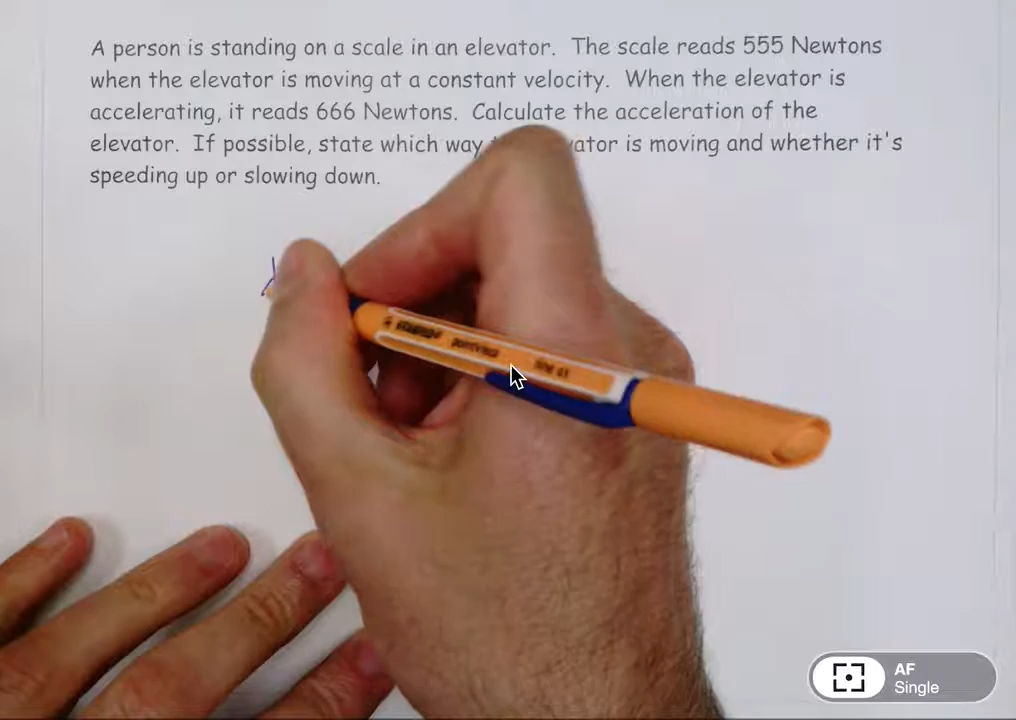 A person is standing on a scale in an elevator. The scale reads 555 Newtons
when the elevator is moving at a constant velocity. When the elevator is
accelerating, it reads 666 Newtons. Calculate the acceleration of the
elevator. If possible, state which way ator is moving and whether it's
speeding up or slowing down.
AF
Single